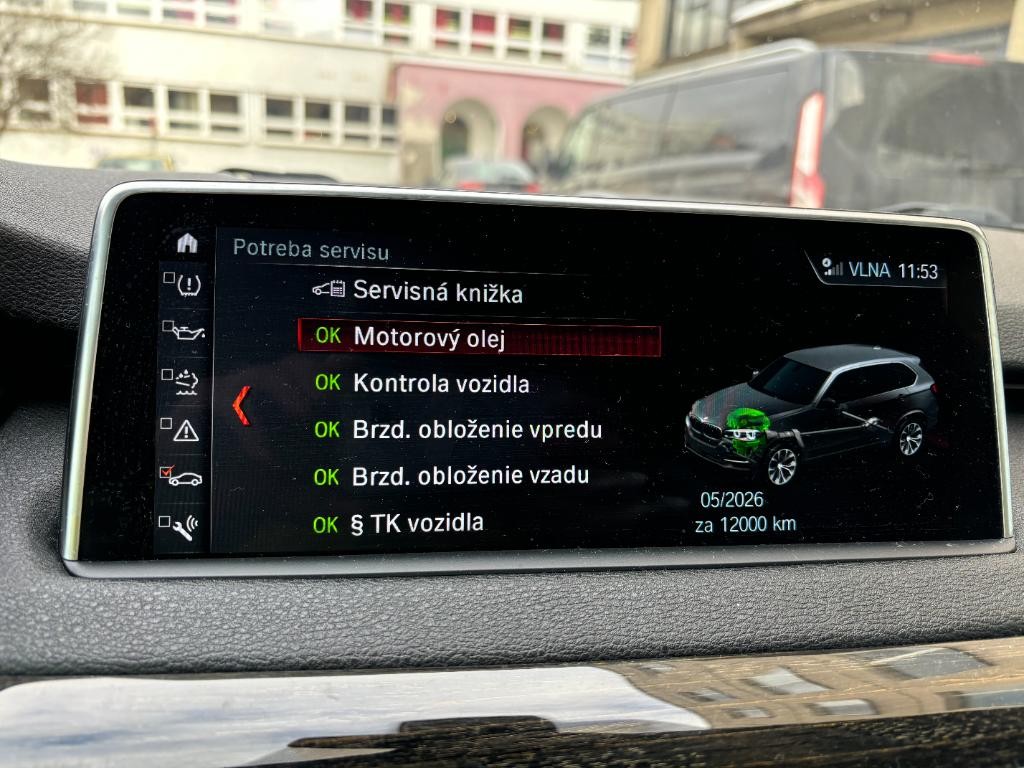 Potreba servisu
VLNA 11:53
Servisná knižka
OK Motorový olej
OK Kontrola vozidla
OK Brzd. obloženie vpredu
OK Brzd. obloženie vzadu
OK § TK vozidla
05/2026
za 12000 km